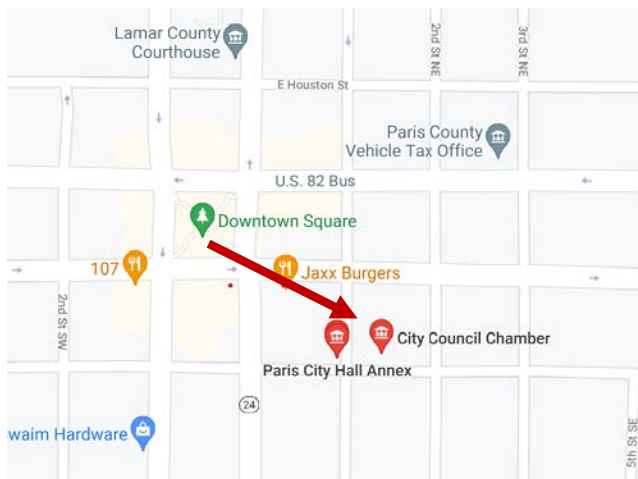 Lamar County
Courthouse
2nd St NE
3rd St NE
E Houston St
Paris County
Vehicle Tax Office
U.S. 82 Bus
Downtown Square
107
Jaxx Burgers
2nd St SW
City Council Chamber
Paris City Hall Annex
24
waim Hardware
5th St SE